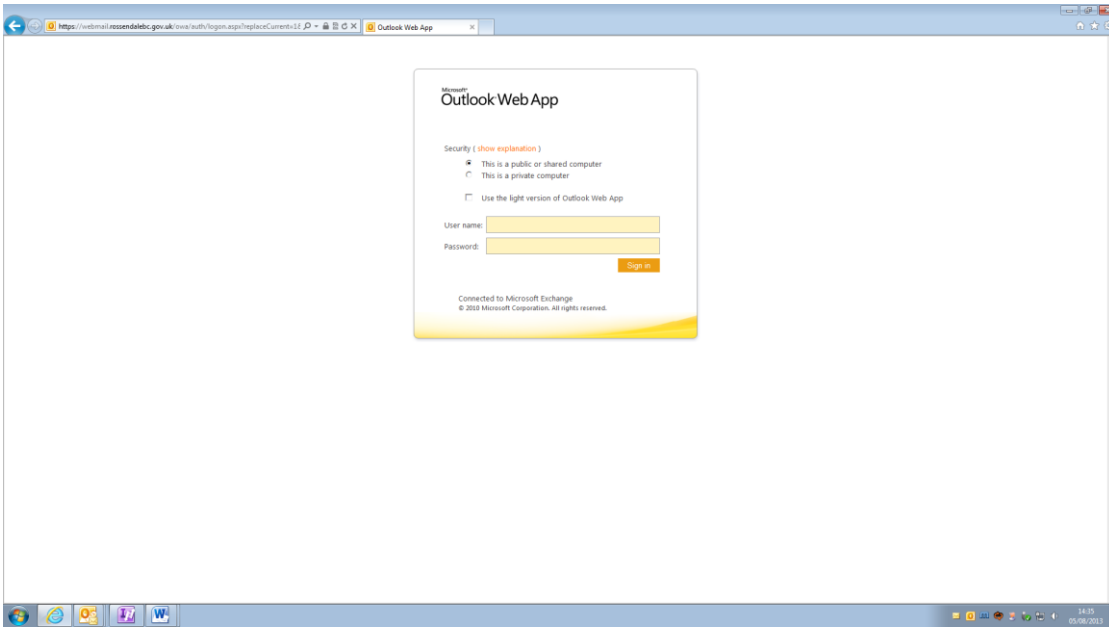 https://webmail.rossendalebc.gov.uk/owa/auth/logon.aspx?replaceCurrent=1&
Outlook Web App
Microsoft
Outlook Web App
Security ( show explanation )
This is a public or shared computer
This is a private computer
Use the light version of Outlook Web App
User name:
Password:
Sign in
Connected to Microsoft Exchange
© 2010 Microsoft Corporation. All rights reserved.
14:35
05/08/2013